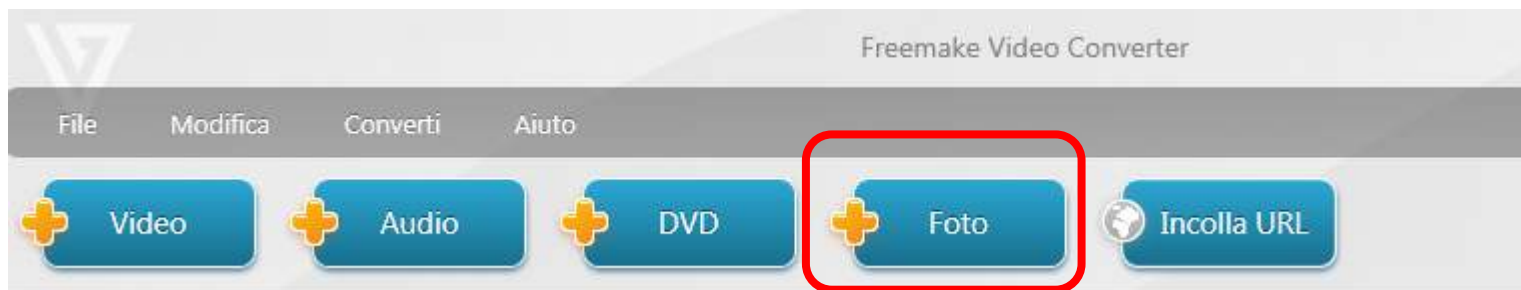 Freemake Video Converter
File Modifica Converti Aiuto
Video Audio DVD Foto Incolla URL